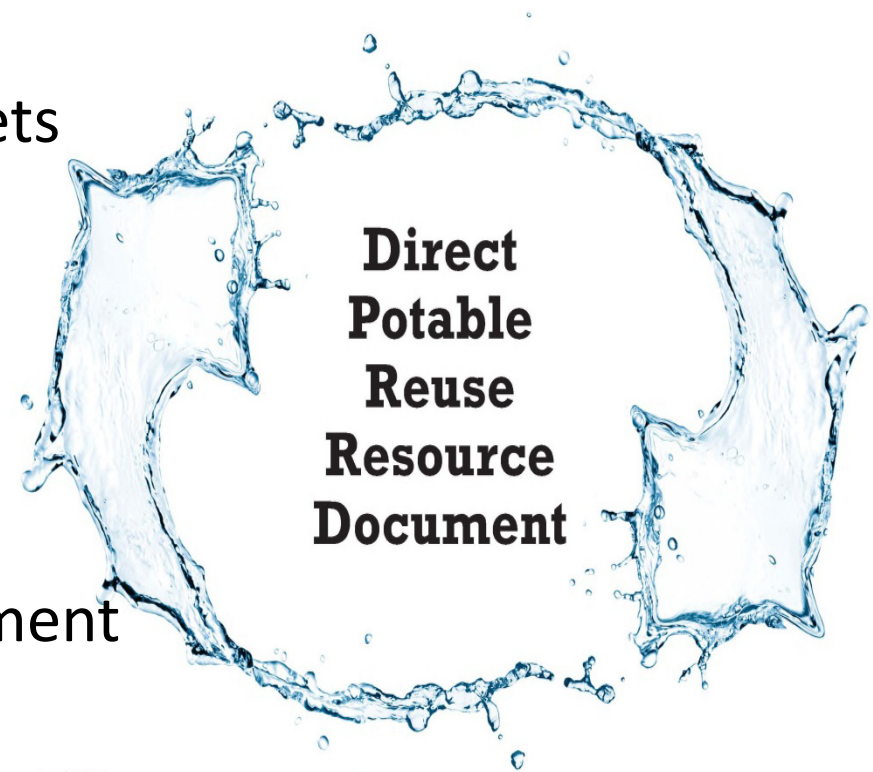 ets
Direct
Potable
Reuse
Resource
Document
ment